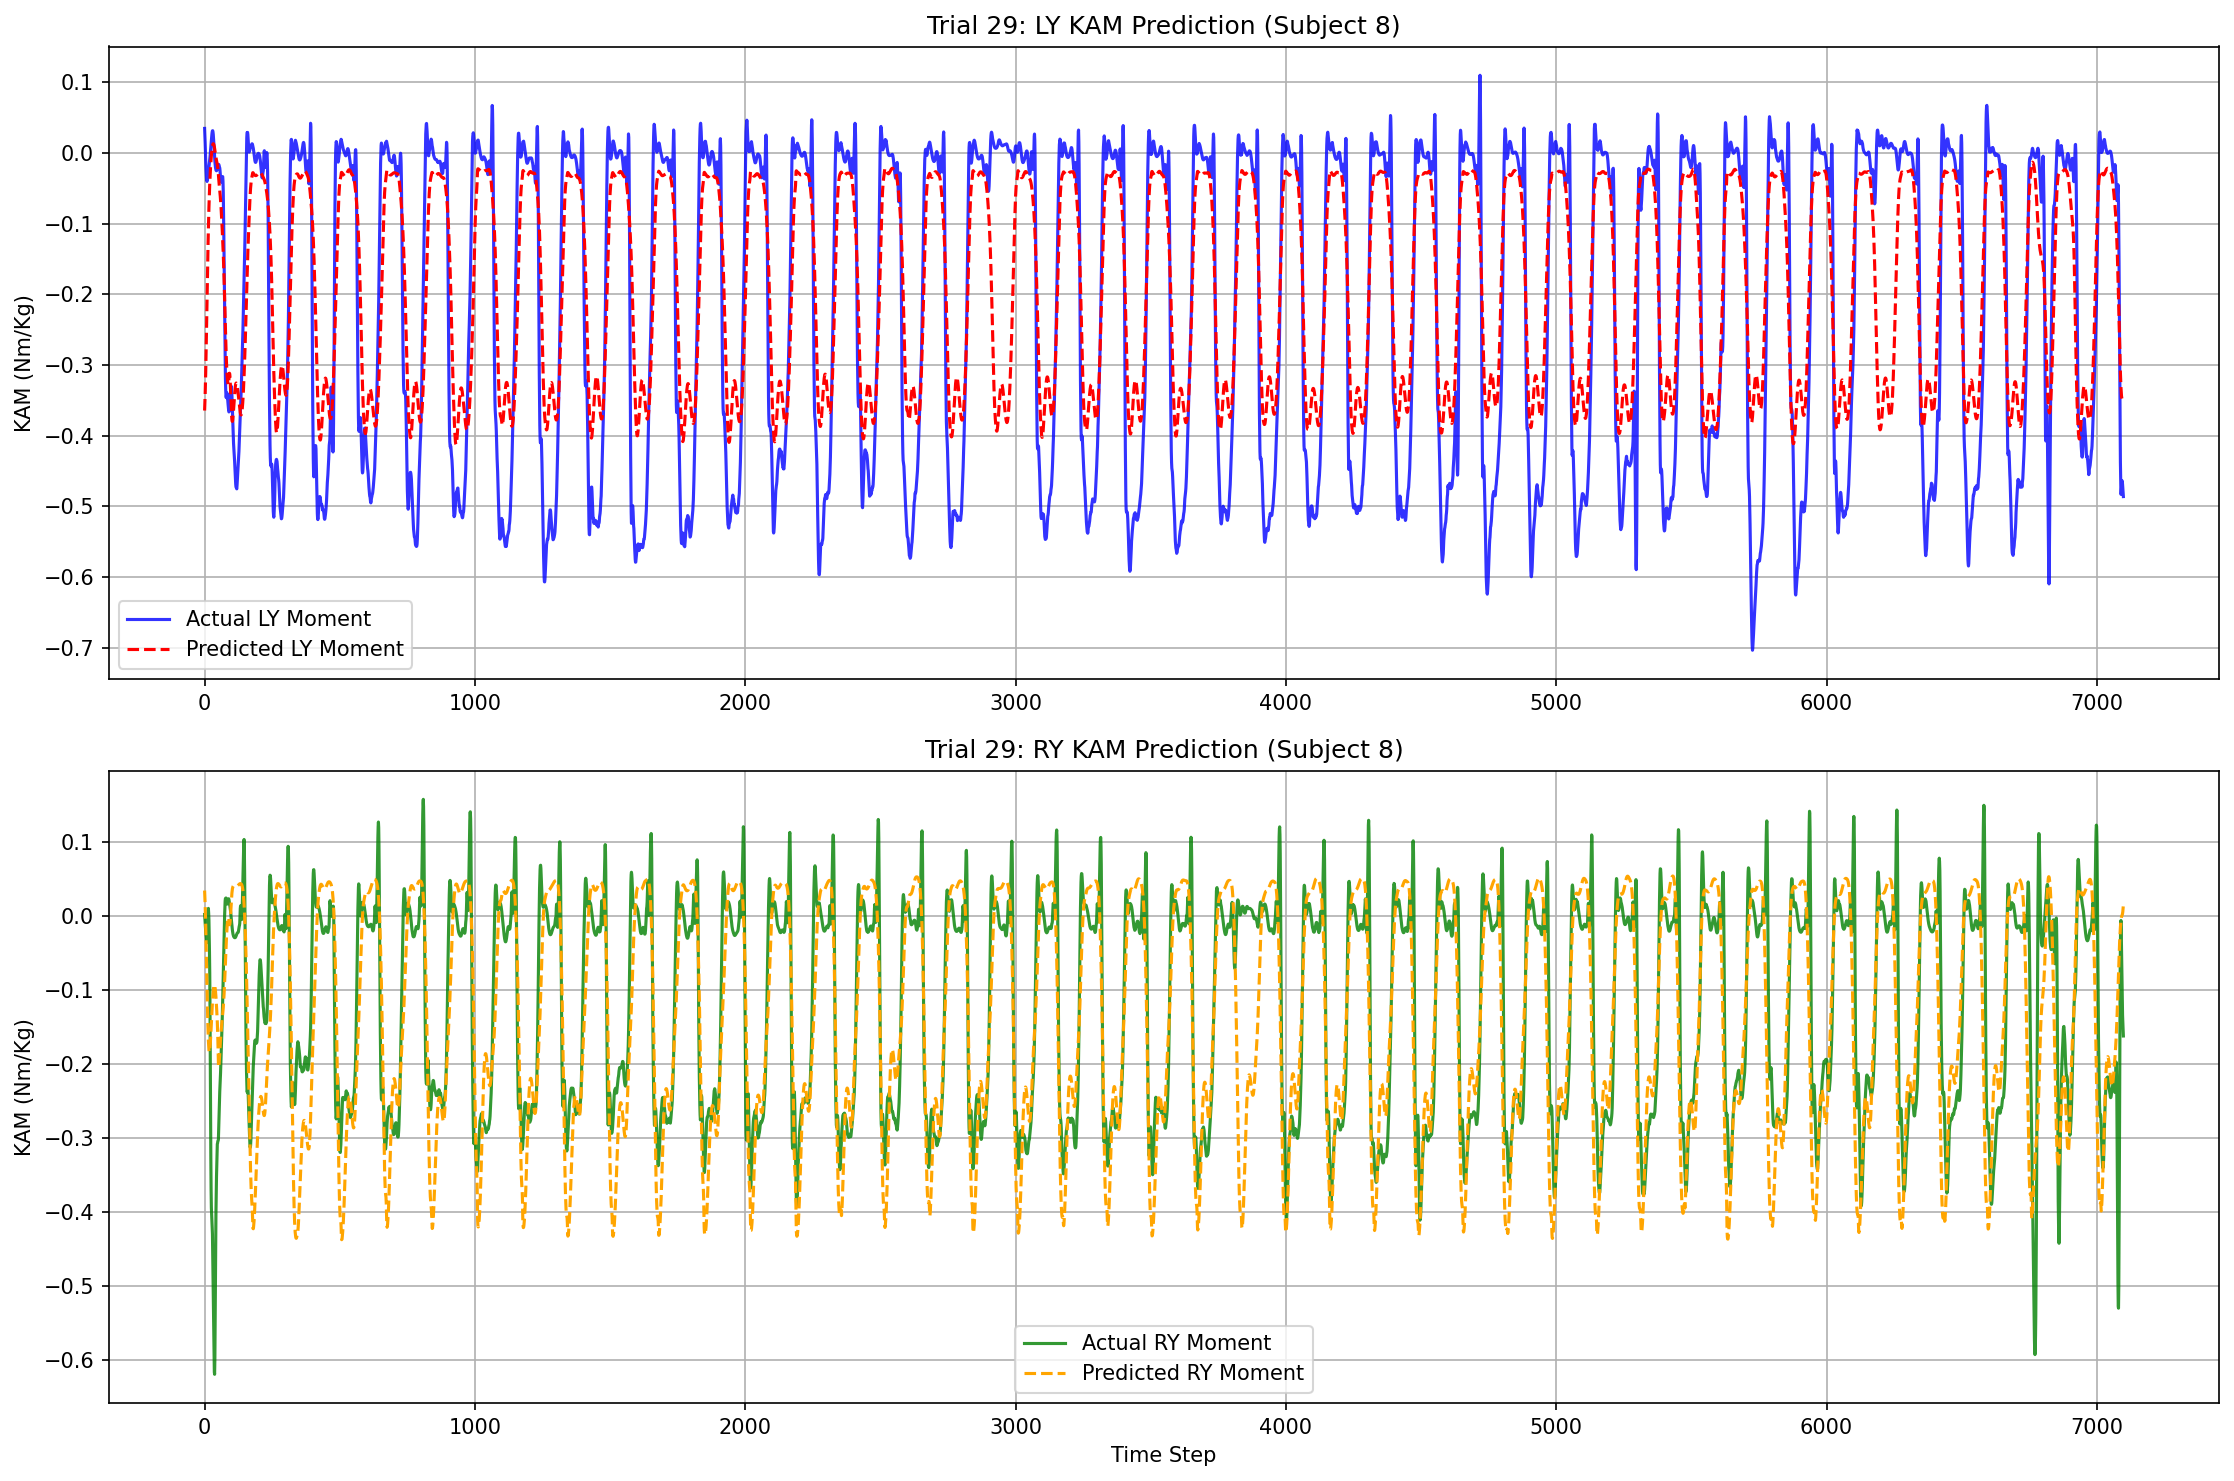 Trial 29: LY KAM Prediction (Subject 8)
KAM (Nm/Kg)
0.1
0.0
−0.1
−0.2
−0.3
−0.4
−0.5
−0.6
−0.7
Actual LY Moment
Predicted LY Moment
0 1000 2000 3000 4000 5000 6000 7000
Trial 29: RY KAM Prediction (Subject 8)
KAM (Nm/Kg)
0.1
0.0
−0.1
−0.2
−0.3
−0.4
−0.5
−0.6
Actual RY Moment
Predicted RY Moment
0 1000 2000 3000 4000 5000 6000 7000
Time Step